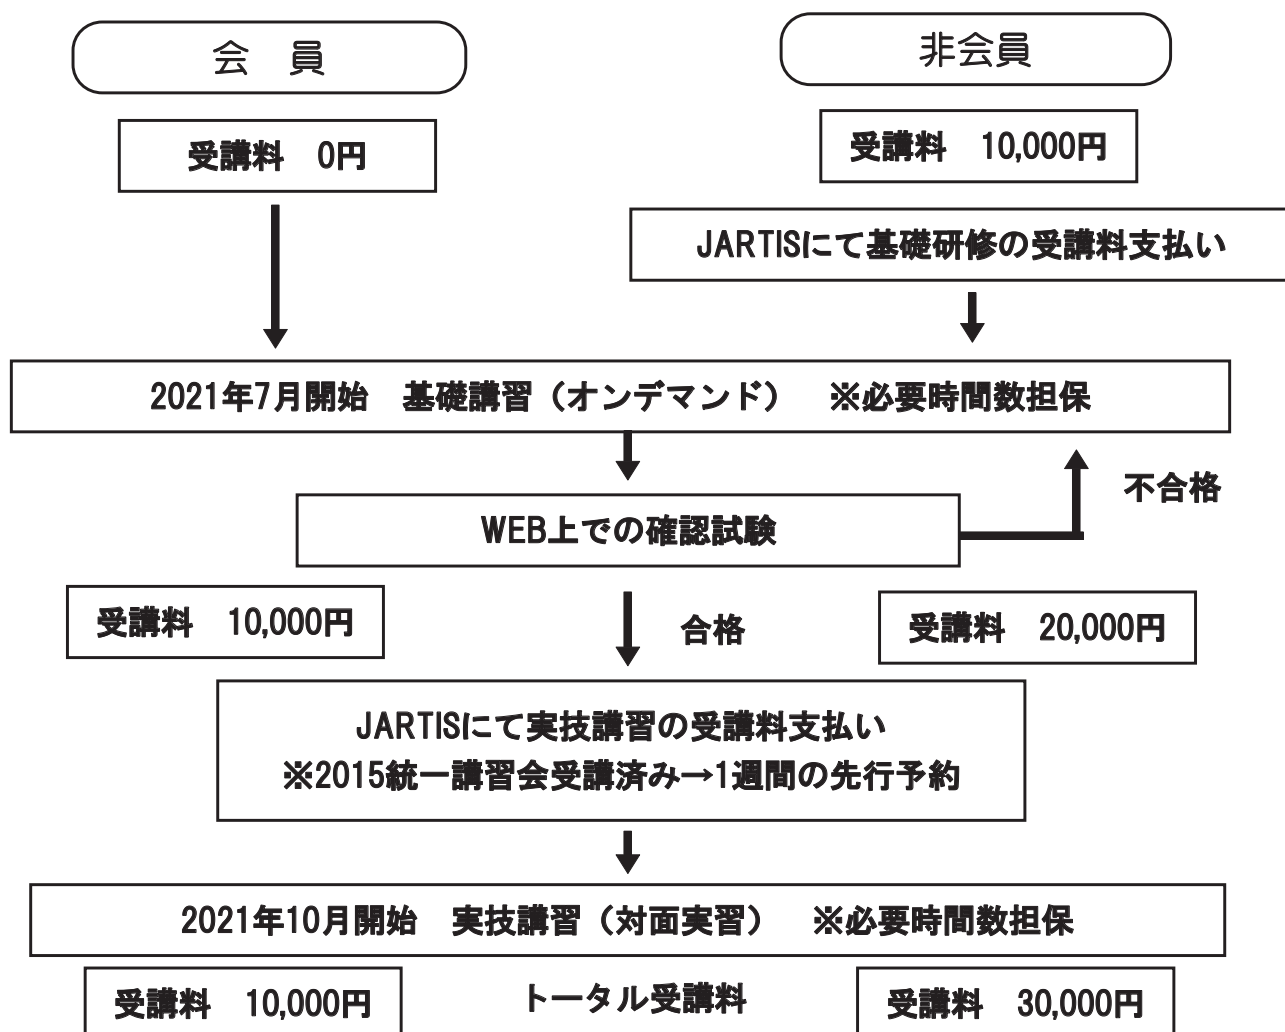 会　員
非会員
受講料　0円
受講料　10,000円
JARTISにて基礎研修の受講料支払い
2021年7月開始　基礎講習（オンデマンド）　※必要時間数担保
不合格
WEB上での確認試験
受講料　10,000円
合格
受講料　20,000円
JARTISにて実技講習の受講料支払い
※2015統一講習会受講済み→1週間の先行予約
2021年10月開始　実技講習（対面実習）　※必要時間数担保
受講料　10,000円
トータル受講料
受講料　30,000円